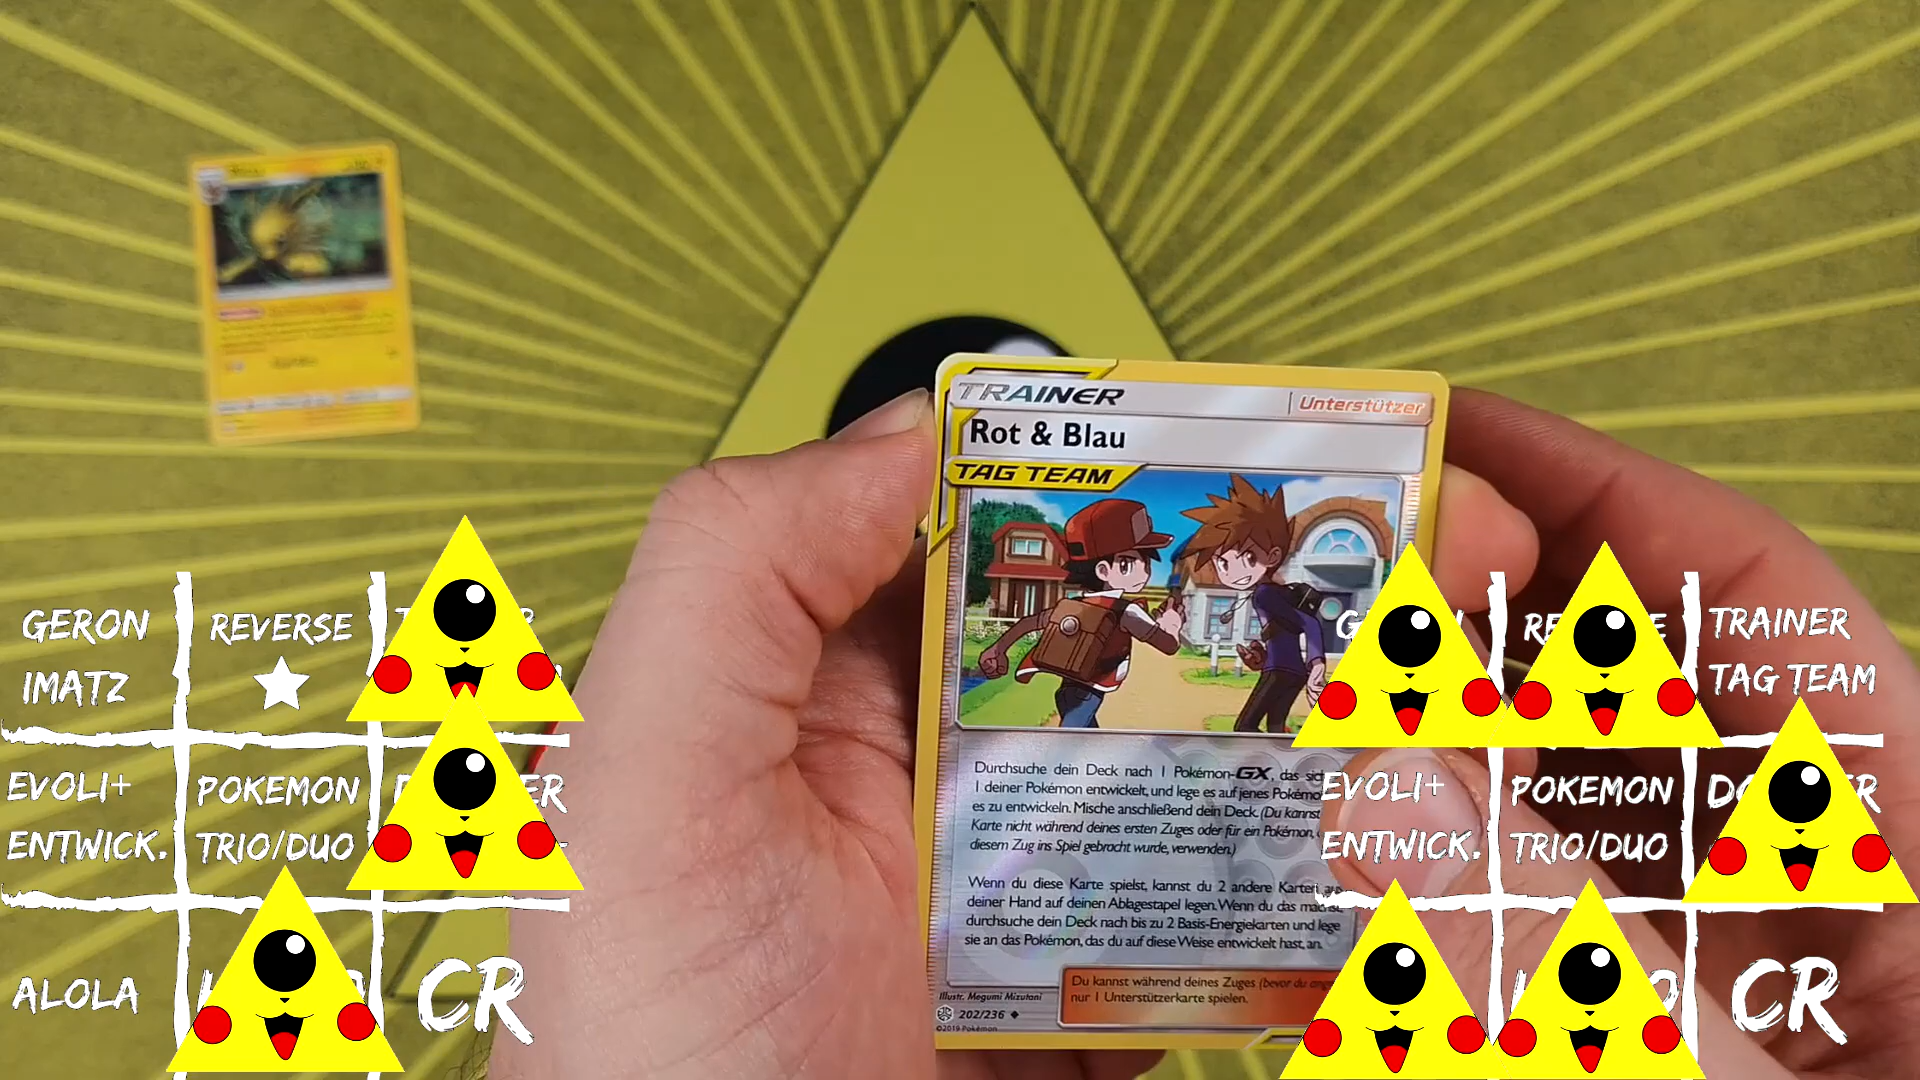 TRAINER
Unterstützer
Rot & Blau
TAG TEAM
Durchsuche dein Deck nach 1 Pokémon-GX, das sich
1 deiner Pokémon entwickelt, und lege es auf jenes
es zu entwickeln. Mische anschließend dein Deck. (Du kannst
Karte nicht während deines ersten Zuges oder für ein Pokémon,
diesem Zug ins Spiel gebracht wurde, verwenden.)
Wenn du diese Karte spielst, kannst du 2 andere Karten aus
deiner Hand auf deinen Ablagestapel legen. Wenn du das machst,
durchsuche dein Deck nach bis zu 2 Basis-Energiekarten und lege
sie an das Pokémon, das du auf diese Weise entwickelt hast, an.
Du kannst während deines Zuges (bevor du
nur 1 Unterstützerkarte spielen.
Illustr. Megumi Mizutani
202/236
©2019 Pokémon
GERON
IMATZ
REVERSE
EVOLI+
ENTWICK.
POKEMON
TRIO/DUO
ALOLA
CR
TRAINER
TAG TEAM
EVOLI+
ENTWICK.
POKEMON
TRIO/DUO
CR